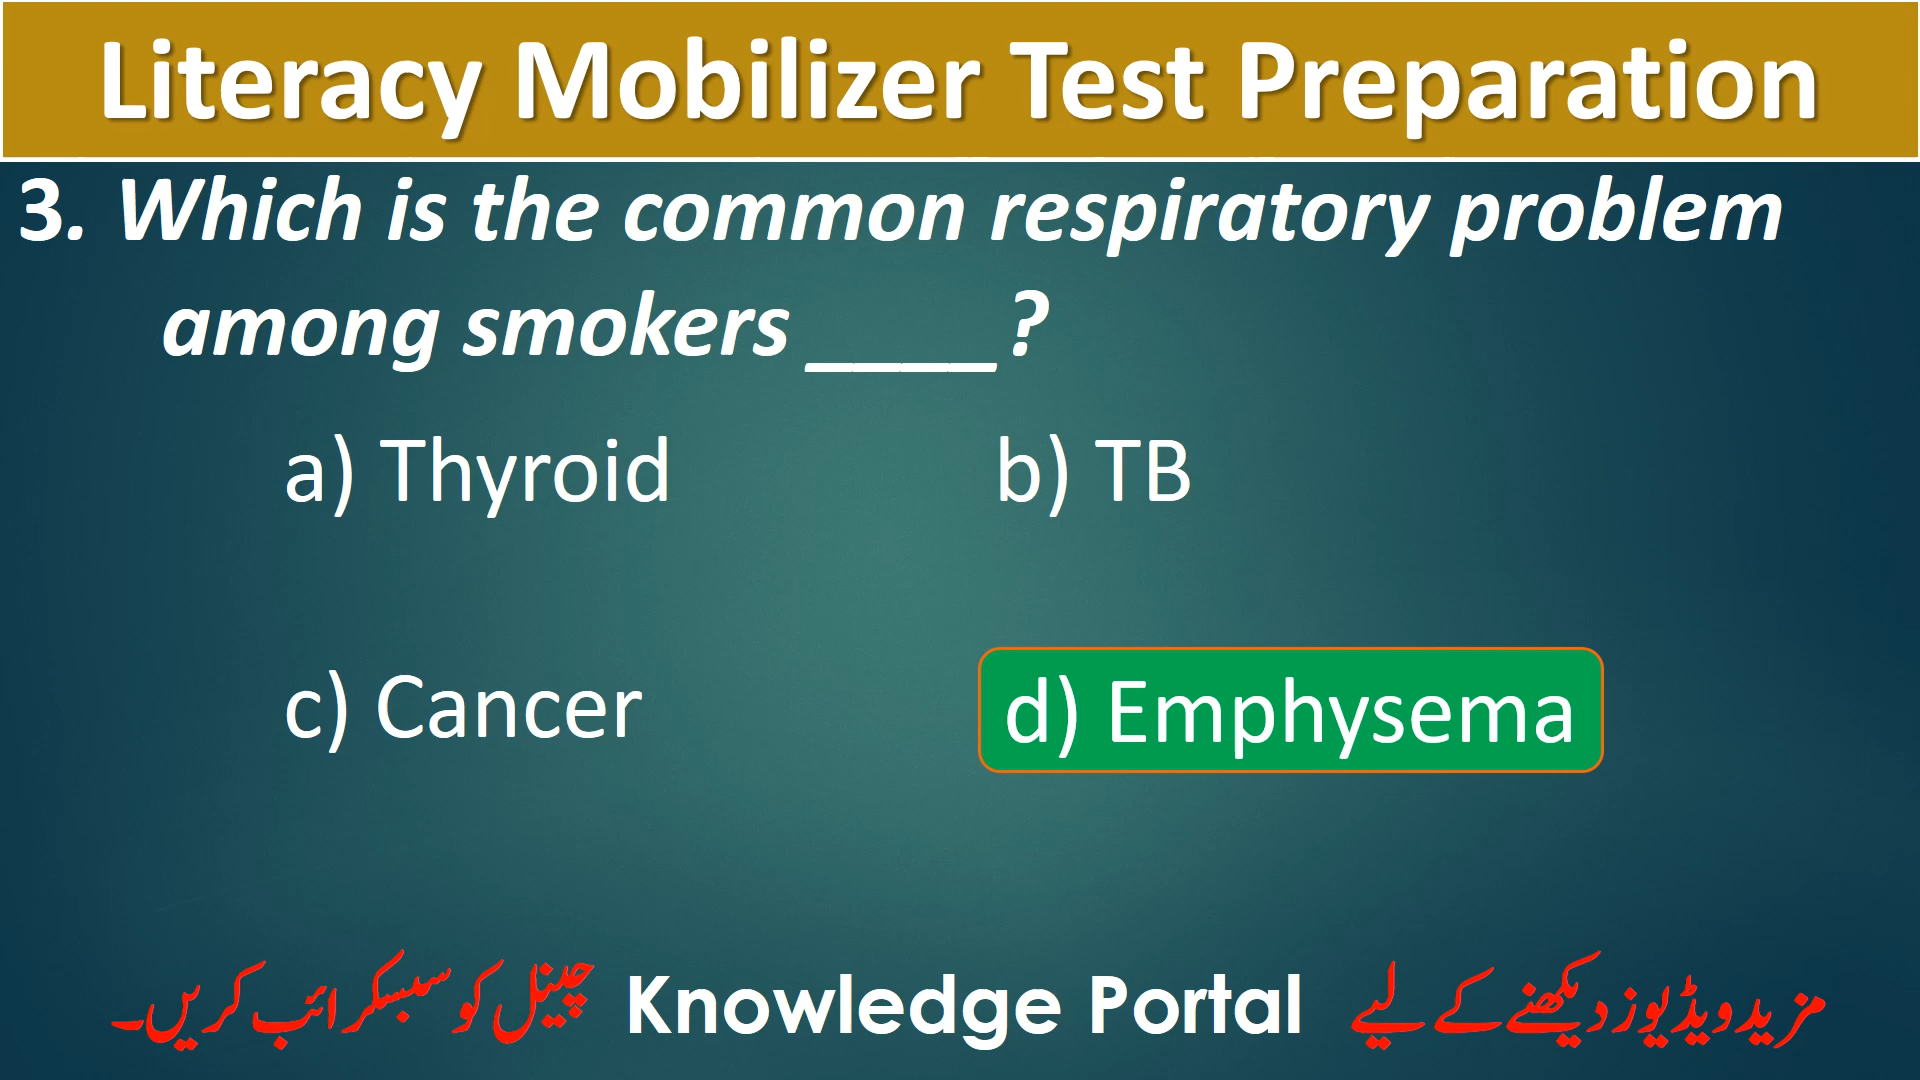 Literacy Mobilizer Test Preparation
3. Which is the common respiratory problem
among smokers ____?
a) Thyroid b) TB
c) Cancer d) Emphysema
مزید ویڈیوز دیکھنے کے لیے Knowledge Portal چینل کو سبسکرائب کریں۔